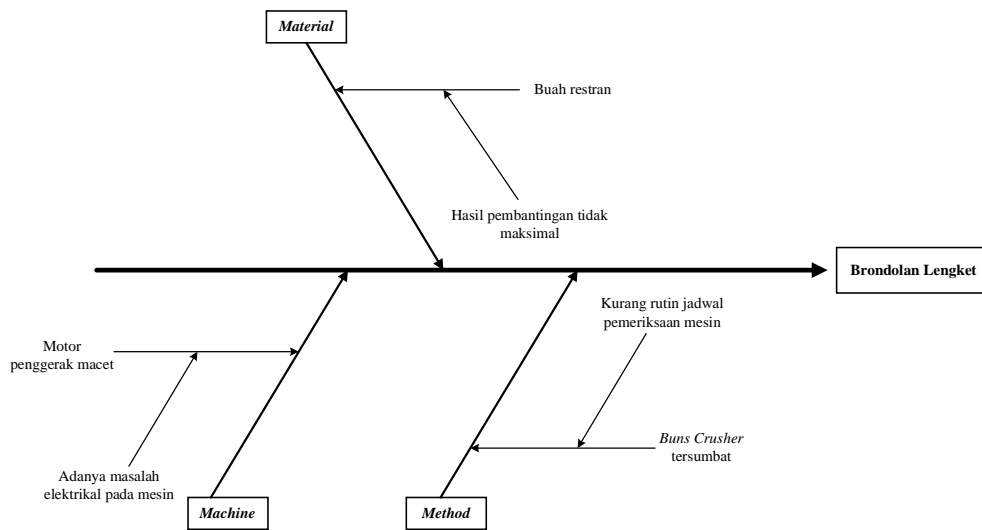 Material
Buah restran
Hasil pembantingan tidak
maksimal
Brondolan Lengket
Kurang rutin jadwal
pemeriksaan mesin
Motor
penggerak macet
Buns Crusher
tersumbat
Adanya masalah
elektrikal pada mesin
Machine
Method